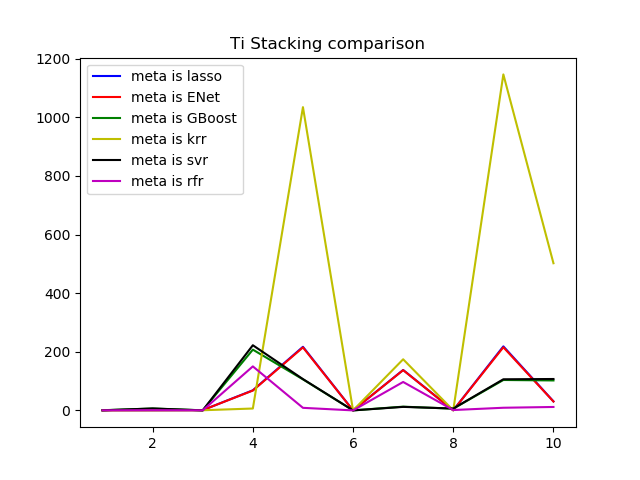 Ti Stacking comparison
1200
1000
800
600
400
200
0
meta is lasso
meta is ENet
meta is GBoost
meta is krr
meta is svr
meta is rfr
2 4 6 8 10